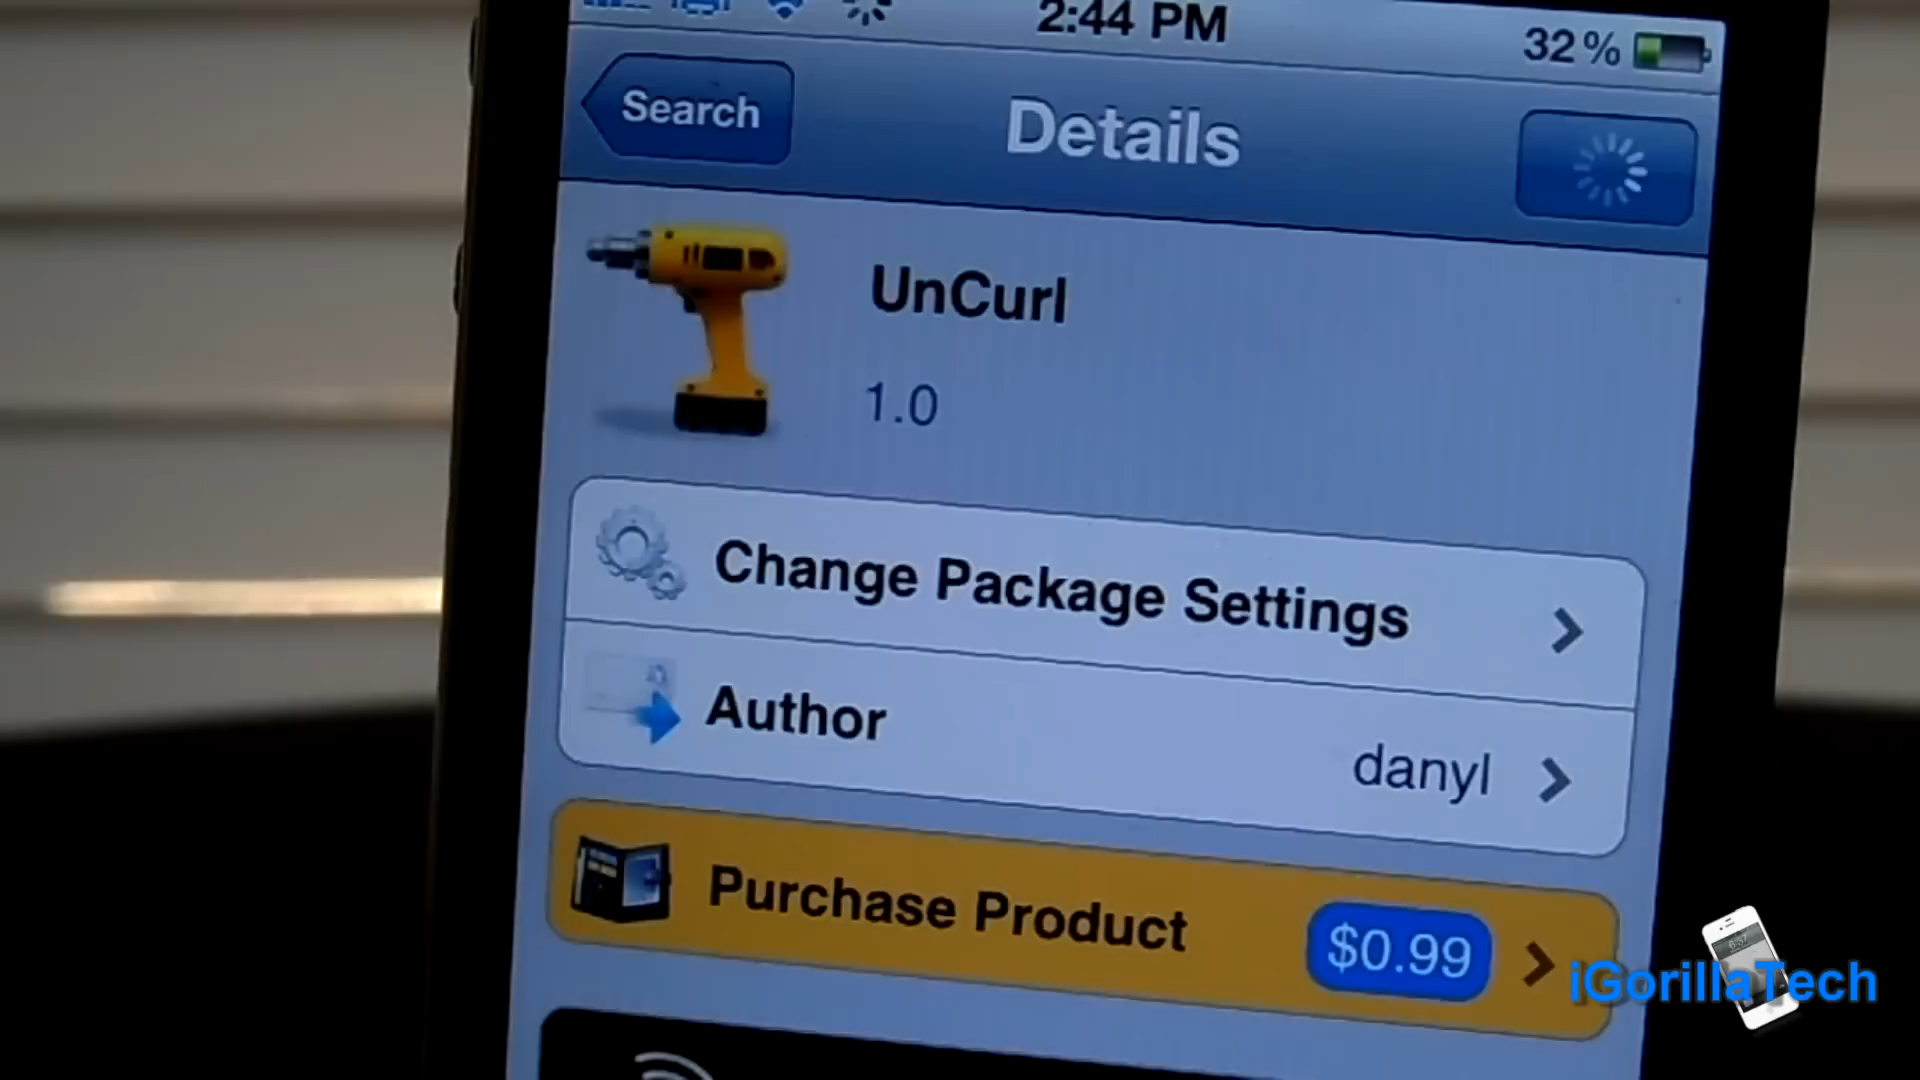 2:44 PM
32%
Search
Details
UnCurl
1.0
Change Package Settings
Author
danyl
Purchase Product
$0.99
iGorillaTech